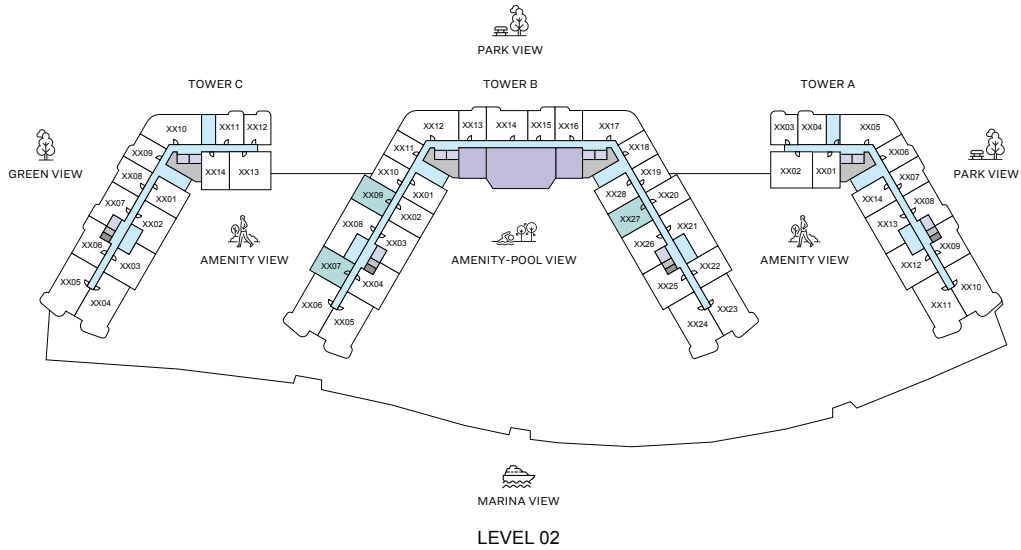 PARK VIEW
TOWER C
TOWER B
TOWER A
XX10
XX11
XX12
XX09
XX08
XX07
XX06
XX05
XX04
XX03
XX02
XX01
XX14
XX13
GREEN VIEW
AMENITY VIEW
XX12
XX13
XX14
XX15
XX16
XX17
XX11
XX10
XX09
XX08
XX07
XX06
XX05
XX04
XX03
XX02
XX01
XX18
XX19
XX20
XX21
XX22
XX23
XX24
XX25
XX26
XX27
XX28
AMENITY-POOL VIEW
AMENITY VIEW
XX03
XX04
XX05
XX02
XX01
XX06
XX07
XX08
XX09
XX10
XX11
XX12
XX13
XX14
PARK VIEW
MARINA VIEW
LEVEL 02